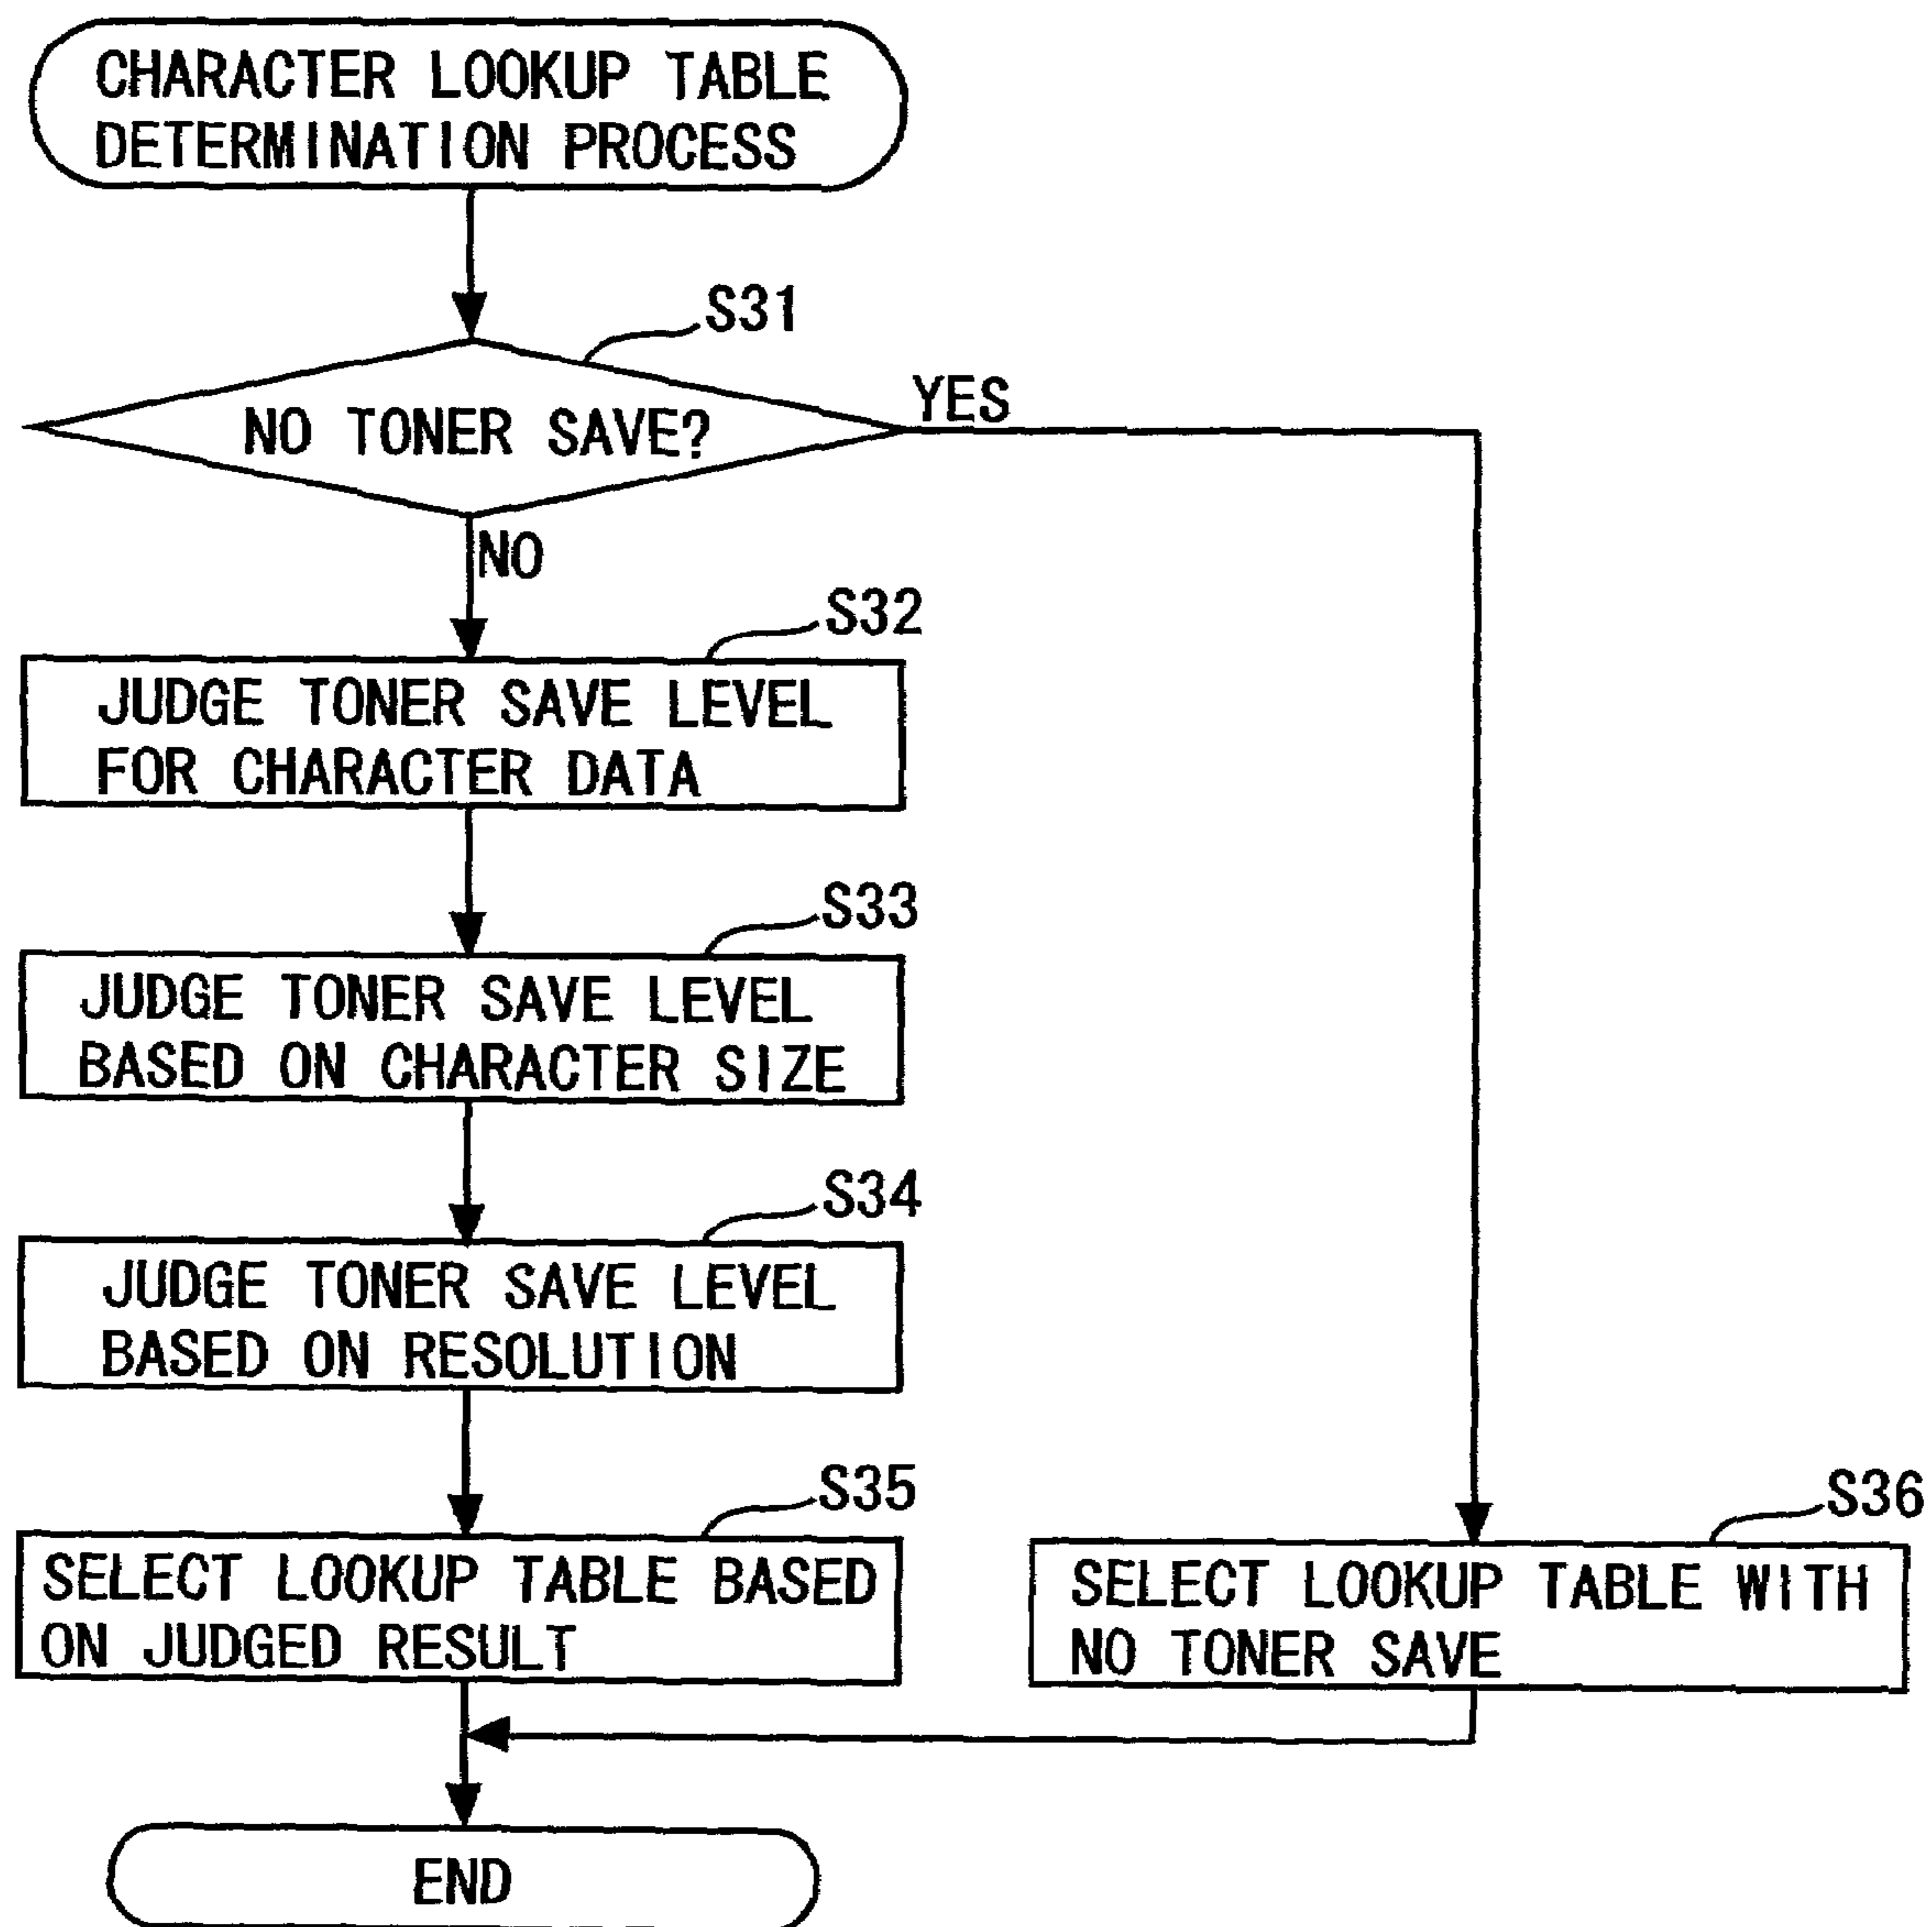 CHARACTER LOOKUP TABLE
DETERMINATION PROCESS
S31
NO TONER SAVE?
YES
NO
S32
JUDGE TONER SAVE LEVEL
FOR CHARACTER DATA
S33
JUDGE TONER SAVE LEVEL
BASED ON CHARACTER SIZE
S34
JUDGE TONER SAVE LEVEL
BASED ON RESOLUTION
S35
SELECT LOOKUP TABLE BASED
ON JUDGED RESULT
S36
SELECT LOOKUP TABLE WITH
NO TONER SAVE
END